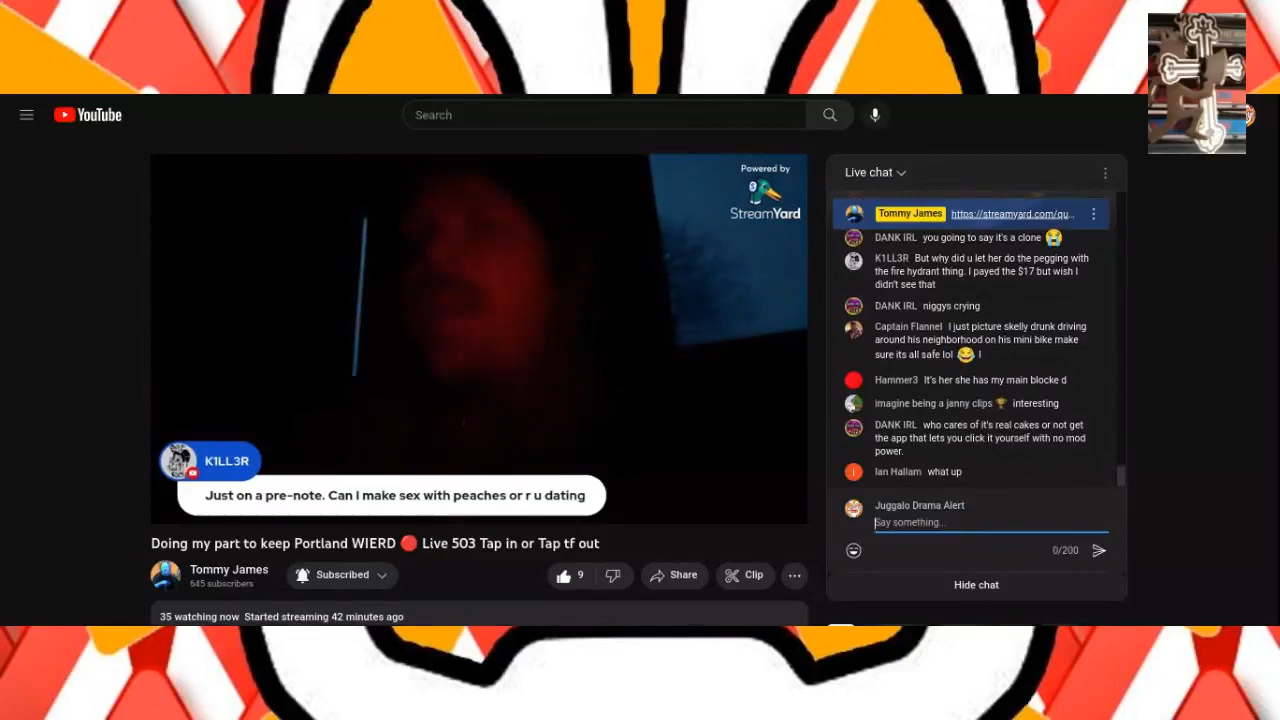 YouTube
Search
Powered by
StreamYard
K1LL3R
Just on a pre-note. Can I make sex with peaches or r u dating
Doing my part to keep Portland WIERD 🔴 Live 503 Tap in or Tap tf out
Tommy James
645 subscribers
Subscribed
9
Share
Clip
35 watching now Started streaming 42 minutes ago
Live chat
Tommy James https://streamyard.com/qu...
DANK IRL you going to say it's a clone 😭
K1LL3R But why did u let her do the pegging with
the fire hydrant thing. I payed the $17 but wish I
didn't see that
DANK IRL niggys crying
Captain Flannel I just picture skelly drunk driving
around his neighborhood on his mini bike make
sure its all safe lol 😂 I
Hammer3 It's her she has my main blocke d
imagine being a janny clips 🏆 interesting
DANK IRL who cares of it's real cakes or not get
the app that lets you click it yourself with no mod
power.
Ian Hallam what up
Juggalo Drama Alert
Say something...
0/200
Hide chat